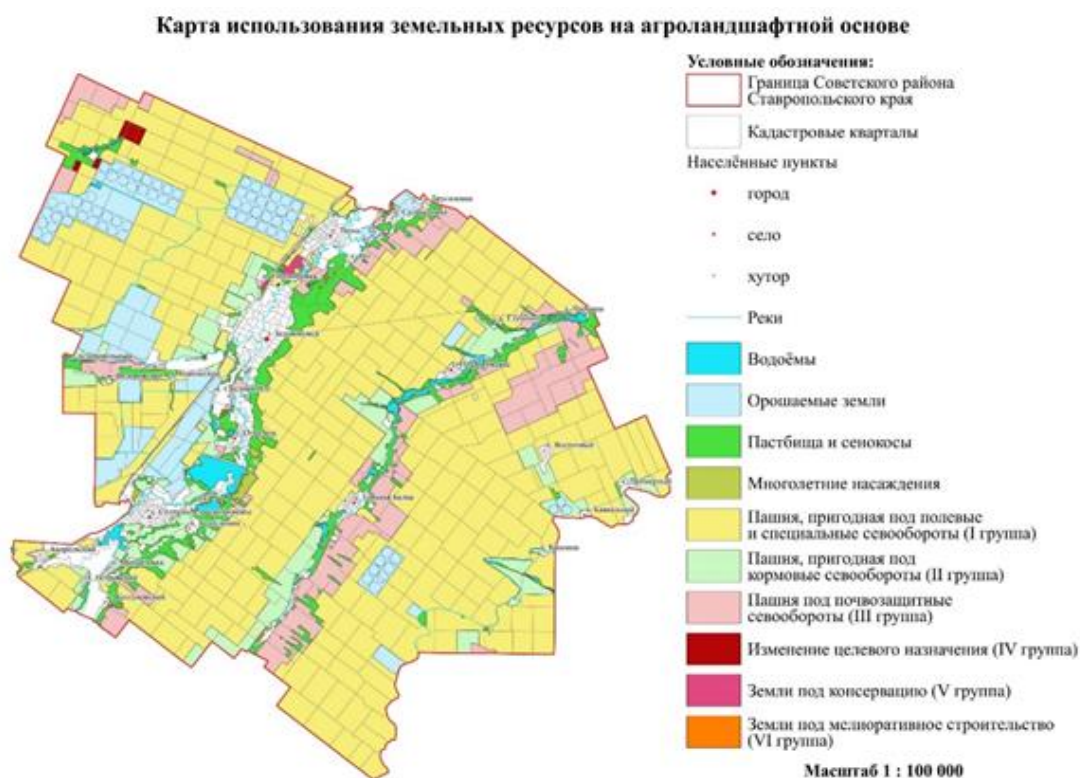 Карта использования земельных ресурсов на агроландшафтной основе
Условные обозначения:
Граница Советского района
Ставропольского края
Кадастровые кварталы
Населённые пункты
город
село
хутор
Реки
Водоёмы
Орошаемые земли
Пастбища и сенокосы
Многолетние насаждения
Пашня, пригодная под полевые
и специальные севообороты (I группа)
Пашня, пригодная под
кормовые севообороты (II группа)
Пашня под почвозащитные
севообороты (III группа)
Изменение целевого назначения (IV группа)
Земли под консервацию (V группа)
Земли под мелиоративное строительство
(VI группа)
Масштаб 1 : 100 000